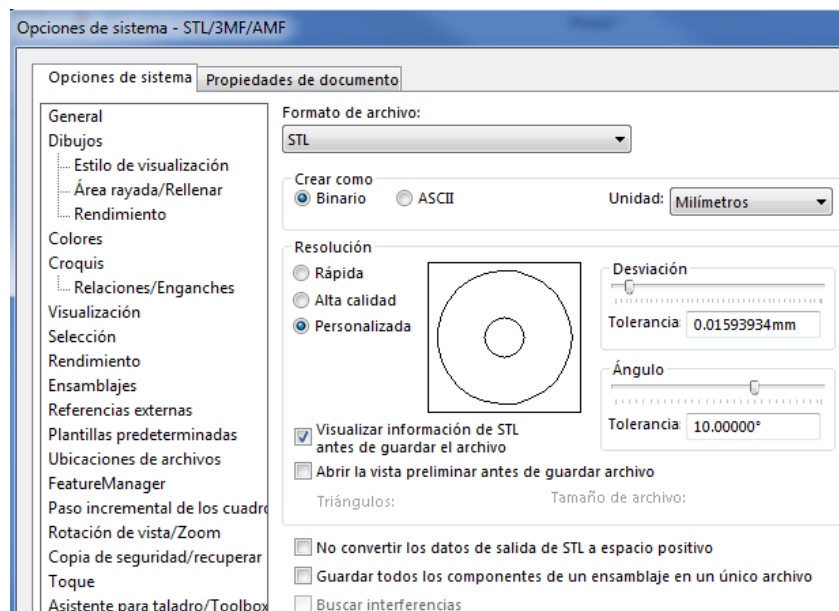 Opciones de sistema - STL/3MF/AMF
Opciones de sistema
Propiedades de documento
General
Dibujos
Estilo de visualización
Área rayada/Rellenar
Rendimiento
Colores
Croquis
Relaciones/Enganches
Visualización
Selección
Rendimiento
Ensamblajes
Referencias externas
Plantillas predeterminadas
Ubicaciones de archivos
FeatureManager
Paso incremental de los cuadro
Rotación de vista/Zoom
Copia de seguridad/recuperar
Toque
Asistente para taladro/Toolbox
Formato de archivo:
STL
Crear como
Binario
ASCII
Unidad:
Milímetros
Resolución
Rápida
Alta calidad
Personalizada
Desviación
Tolerancia:
0.01593934mm
Ángulo
Tolerancia:
10.00000°
Visualizar información de STL
antes de guardar el archivo
Abrir la vista preliminar antes de guardar archivo
Triángulos:
Tamaño de archivo:
No convertir los datos de salida de STL a espacio positivo
Guardar todos los componentes de un ensamblaje en un único archivo
Buscar interferencias